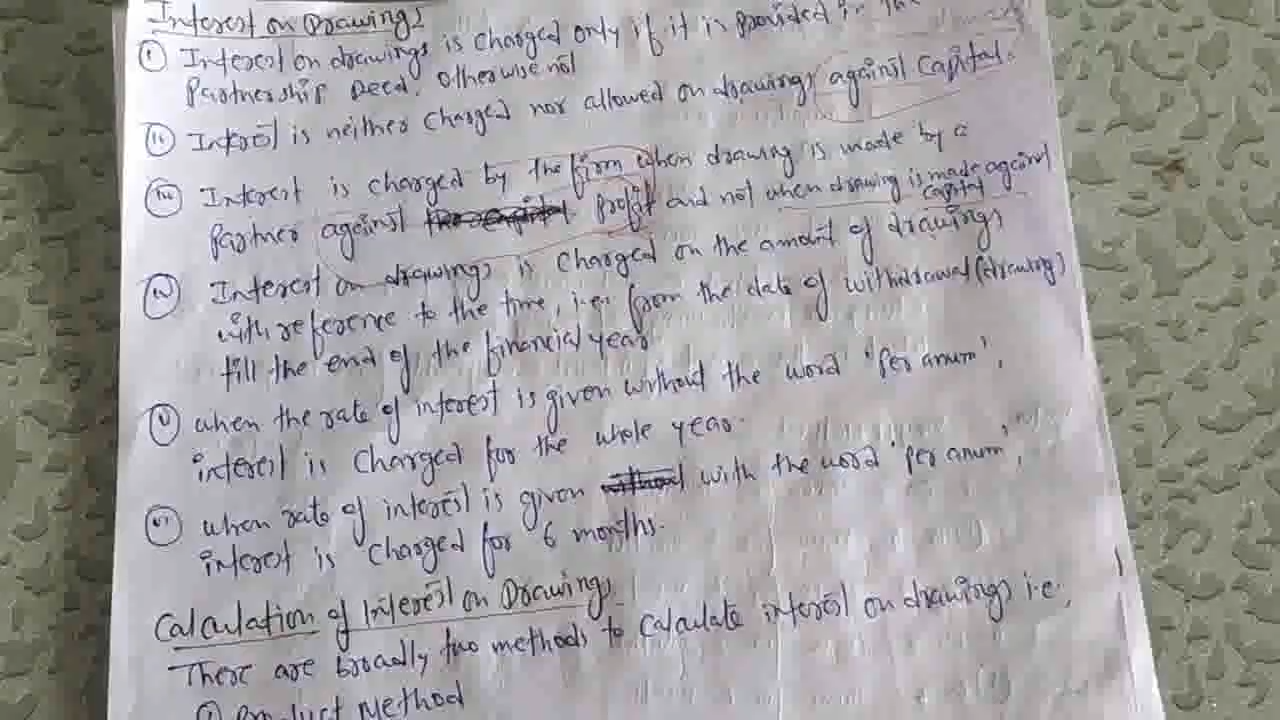 Interest on Drawings
(i) Interest on drawings is charged only if it is provided in the
Partnership Deed, otherwise not
(ii) Interest is neither charged nor allowed on drawings against Capital.
(iii) Interest is charged by the firm when drawing is made by a
partner against profit and not when drawing is made against
capital
(iv) Interest on drawings is charged on the amount of drawings
with reference to the time, i.e. from the date of withdrawal (drawing)
till the end of the financial year
(v) when the rate of interest is given without the word 'Per anum',
interest is charged for the whole year.
(vi) when rate of interest is given with the word 'per anum',
interest is charged for 6 months.
Calculation of Interest on Drawings
There are broadly two methods to calculate interest on drawings i.e.
(i) Product Method